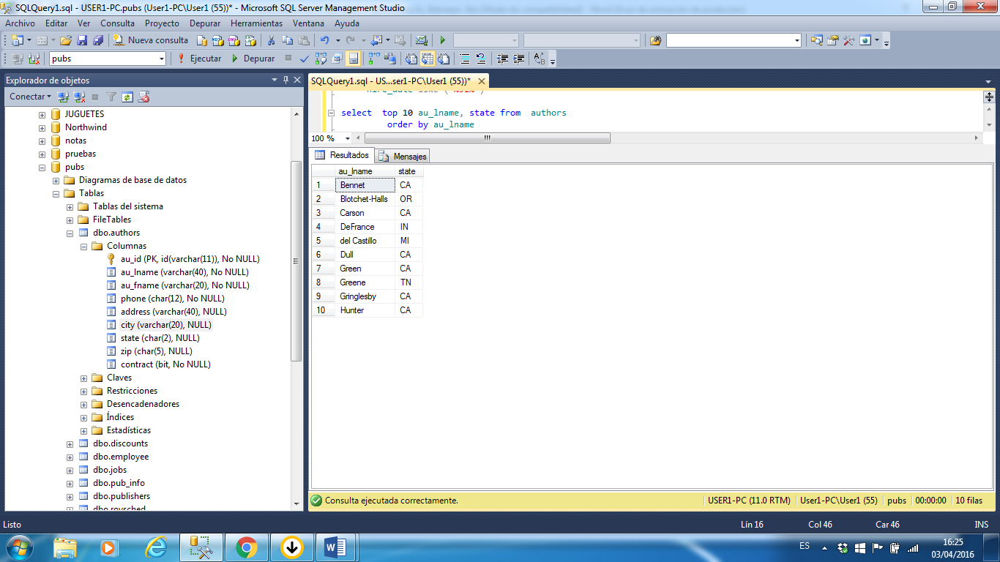 SQLQuery1.sql - USER1-PC.pubs (User1-PC\User1 (55))* - Microsoft SQL Server Management Studio
Archivo Editar Ver Consulta Proyecto Depurar Herramientas Ventana Ayuda
Nueva consulta
pubs Ejecutar Depurar
Explorador de objetos
Conectar
JUGUETES
Northwind
notas
pruebas
pubs
Diagramas de base de datos
Tablas
Tablas del sistema
FileTables
dbo.authors
Columnas
au_id (PK, id(varchar(11)), No NULL)
au_lname (varchar(40), No NULL)
au_fname (varchar(20), No NULL)
phone (char(12), No NULL)
address (varchar(40), No NULL)
city (varchar(20), NULL)
state (char(2), NULL)
zip (char(5), NULL)
contract (bit, No NULL)
Claves
Restricciones
Desencadenadores
Índices
Estadísticas
dbo.discounts
dbo.employee
dbo.jobs
dbo.pub_info
dbo.publishers
dbo.roysched
SQLQuery1.sql - US...ser1-PC\User1 (55))*
select top 10 au_lname, state from authors
order by au_lname
100 %
Resultados Mensajes
au_lname state
1 Bennet CA
2 Blotchet-Halls OR
3 Carson CA
4 DeFrance IN
5 del Castillo MI
6 Dull CA
7 Green CA
8 Greene TN
9 Gringlesby CA
10 Hunter CA
Consulta ejecutada correctamente. USER1-PC (11.0 RTM) User1-PC\User1 (55) pubs 00:00:00 10 filas
Listo Lín 16 Col 46 Car 46 INS
ES 16:25
03/04/2016